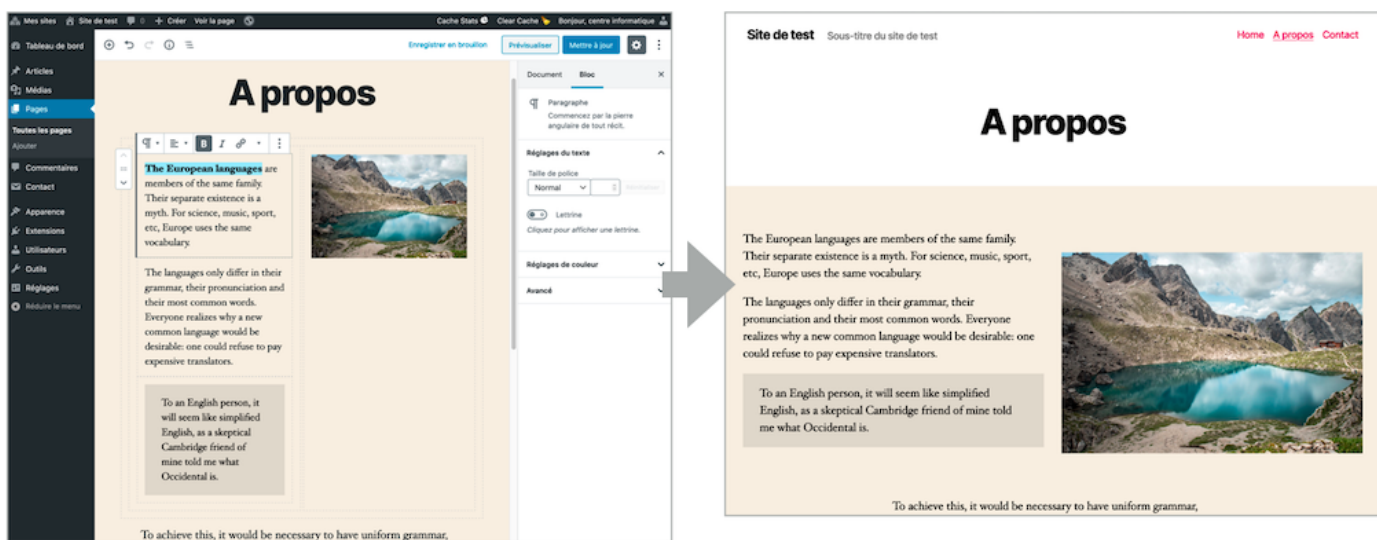 Mes sites Site de test 0 + Créer Voir la page Cache Stats Clear Cache Bonjour, centre informatique
Tableau de bord
Articles
Médias
Pages
Toutes les pages
Ajouter
Commentaires
Contact
Apparence
Extensions
Utilisateurs
Outils
Réglages
Réduire le menu
Enregistrer en brouillon Prévisualiser Mettre à jour
A propos
B I
The European languages are
members of the same family.
Their separate existence is a
myth. For science, music, sport,
etc, Europe uses the same
vocabulary.
The languages only differ in their
grammar, their pronunciation and
their most common words.
Everyone realizes why a new
common language would be
desirable: one could refuse to pay
expensive translators.
To an English person, it
will seem like simplified
English, as a skeptical
Cambridge friend of
mine told me what
Occidental is.
To achieve this, it would be necessary to have uniform grammar,
Document Bloc
Paragraphe
Commencez par la pierre
angulaire de tout récit.
Réglages du texte
Taille de police
Normal
Lettrine
Cliquez pour afficher une lettrine.
Réglages de couleur
Avancé
Site de test Sous-titre du site de test Home A propos Contact
A propos
The European languages are members of the same family.
Their separate existence is a myth. For science, music, sport,
etc, Europe uses the same vocabulary.
The languages only differ in their grammar, their
pronunciation and their most common words. Everyone
realizes why a new common language would be desirable: one
could refuse to pay expensive translators.
To an English person, it will seem like simplified
English, as a skeptical Cambridge friend of mine told
me what Occidental is.
To achieve this, it would be necessary to have uniform grammar,